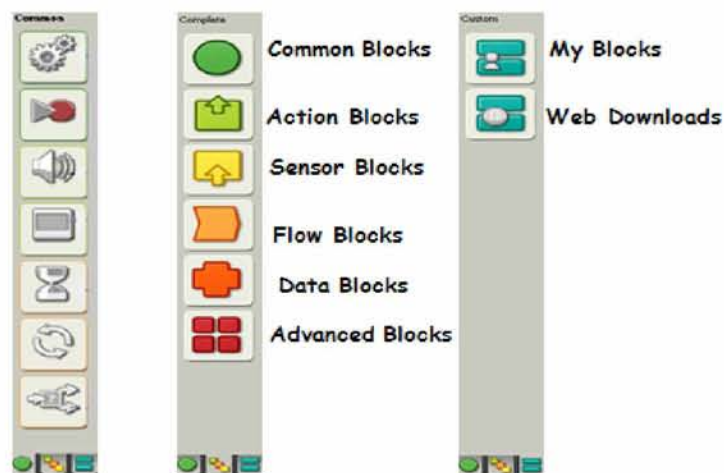 Common
Complete
Custom
Common Blocks
Action Blocks
Sensor Blocks
Flow Blocks
Data Blocks
Advanced Blocks
My Blocks
Web Downloads